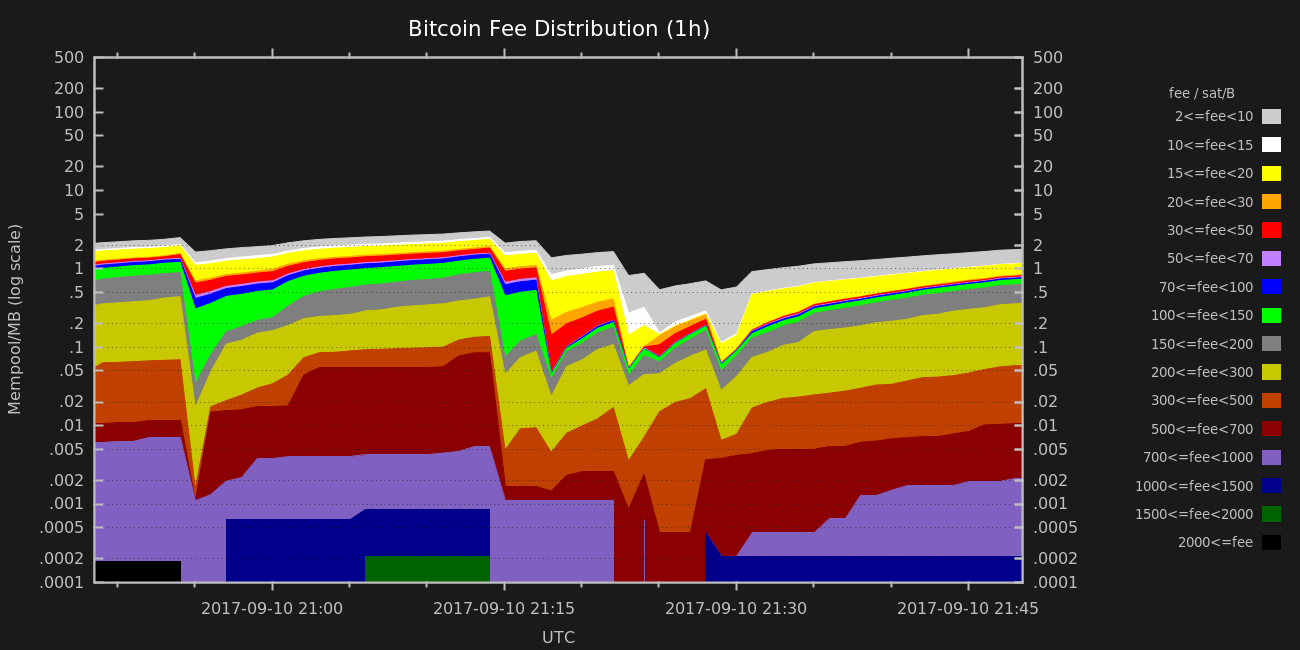 Bitcoin Fee Distribution (1h)
500 500
200 200
100 100
50 50
20 20
10 10
5 5
2 2
1 1
.5 .5
.2 .2
.1 .1
.05 .05
.02 .02
.01 .01
.005 .005
.002 .002
.001 .001
.0005 .0005
.0002 .0002
.0001 .0001
Mempool/MB (log scale)
2017-09-10 21:00 2017-09-10 21:15 2017-09-10 21:30 2017-09-10 21:45
UTC
fee / sat/B
2<=fee<10
10<=fee<15
15<=fee<20
20<=fee<30
30<=fee<50
50<=fee<70
70<=fee<100
100<=fee<150
150<=fee<200
200<=fee<300
300<=fee<500
500<=fee<700
700<=fee<1000
1000<=fee<1500
1500<=fee<2000
2000<=fee